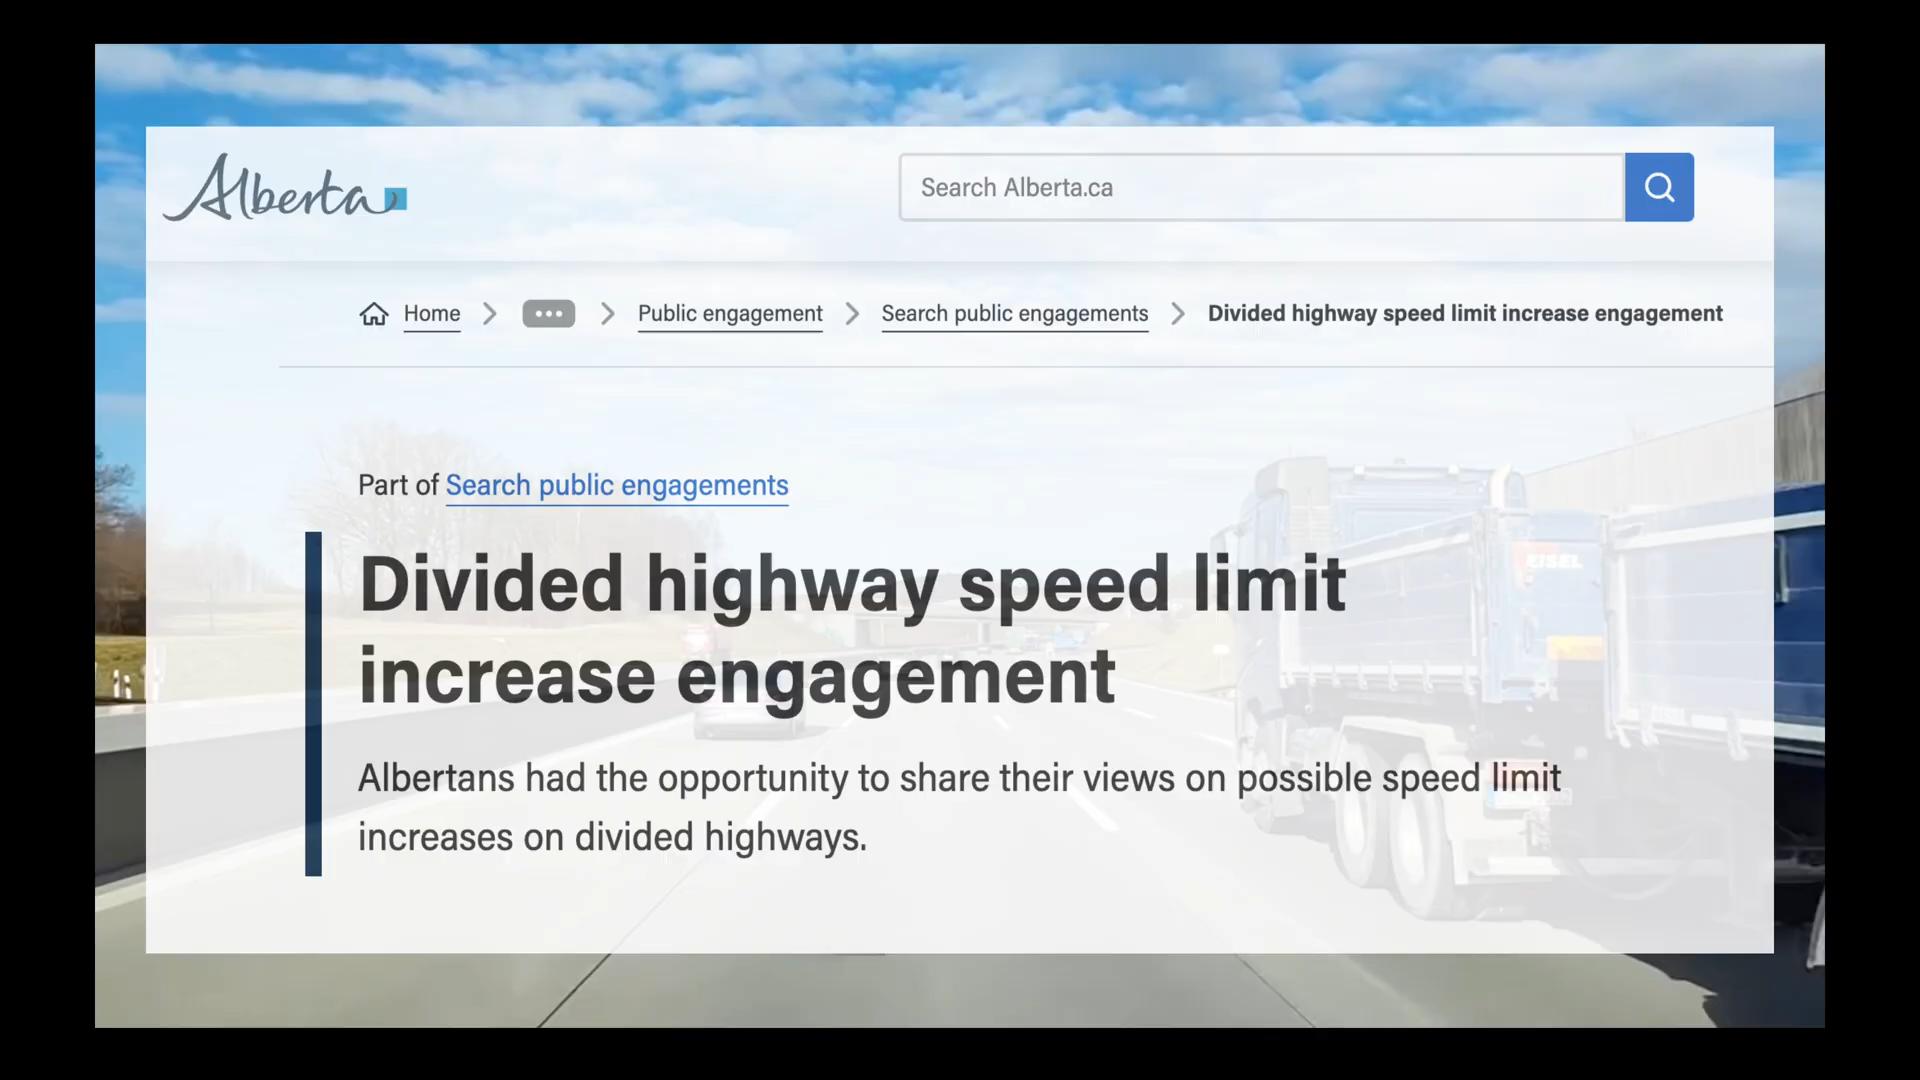 Alberta
Search Alberta.ca
Home > ••• > Public engagement > Search public engagements > Divided highway speed limit increase engagement
Part of Search public engagements
Divided highway speed limit
increase engagement
Albertans had the opportunity to share their views on possible speed limit
increases on divided highways.